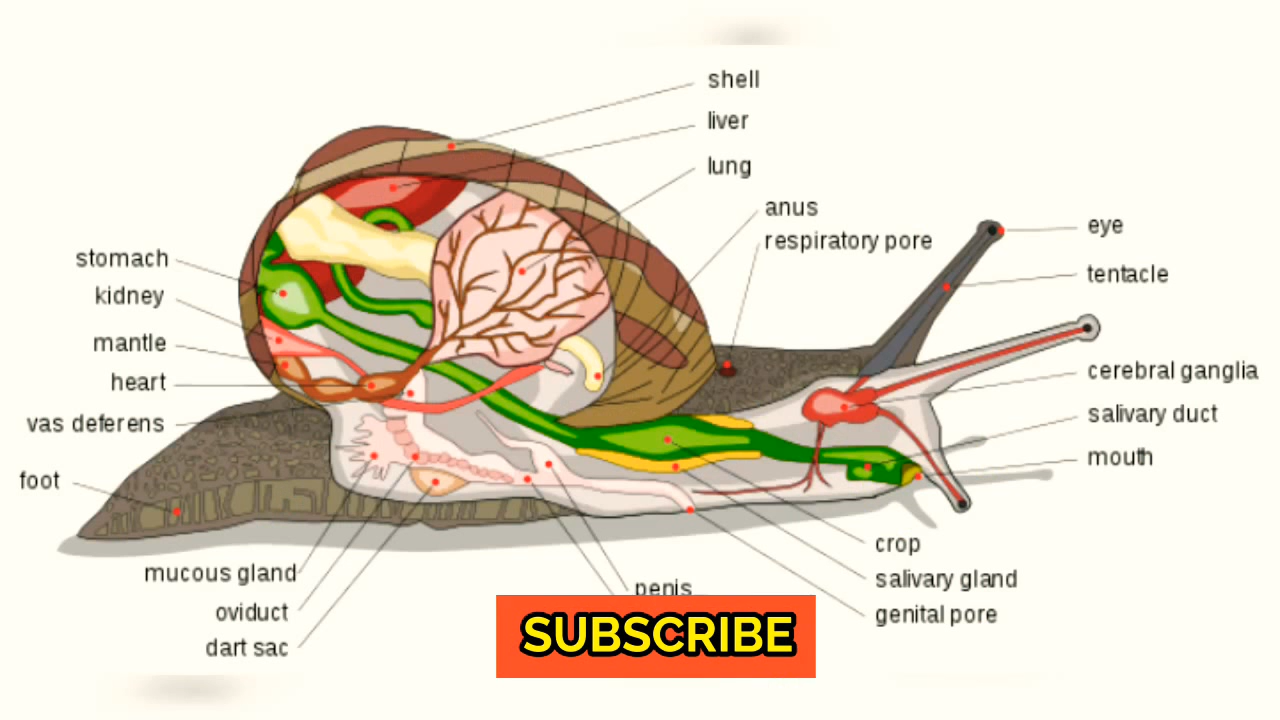 shell
liver
lung
anus
respiratory pore
eye
tentacle
cerebral ganglia
salivary duct
mouth
stomach
kidney
mantle
heart
vas deferens
foot
mucous gland
oviduct
dart sac
penis
crop
salivary gland
genital pore
SUBSCRIBE